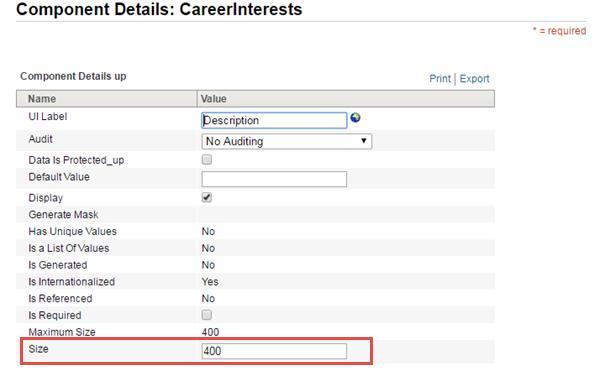 Component Details: CareerInterests
* = required
Component Details up
Print | Export
Name Value
UI Label Description
Audit No Auditing
Data Is Protected_up
Default Value
Display
Generate Mask
Has Unique Values No
Is a List Of Values No
Is Generated No
Is Internationalized Yes
Is Referenced No
Is Required
Maximum Size 400
Size 400